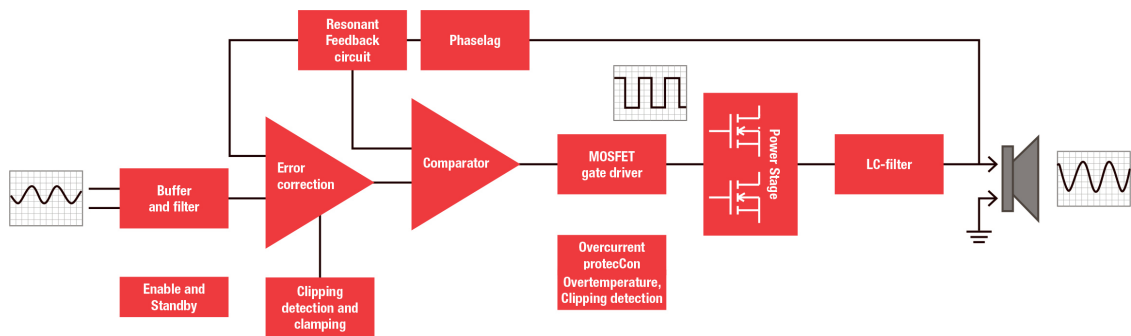 Resonant
Feedback
circuit
Phaselag
Error
correction
Comparator
MOSFET
gate driver
Power Stage
LC-filter
Buffer
and filter
Enable and
Standby
Clipping
detection and
clamping
Overcurrent
protecCon
Overtemperature,
Clipping detection